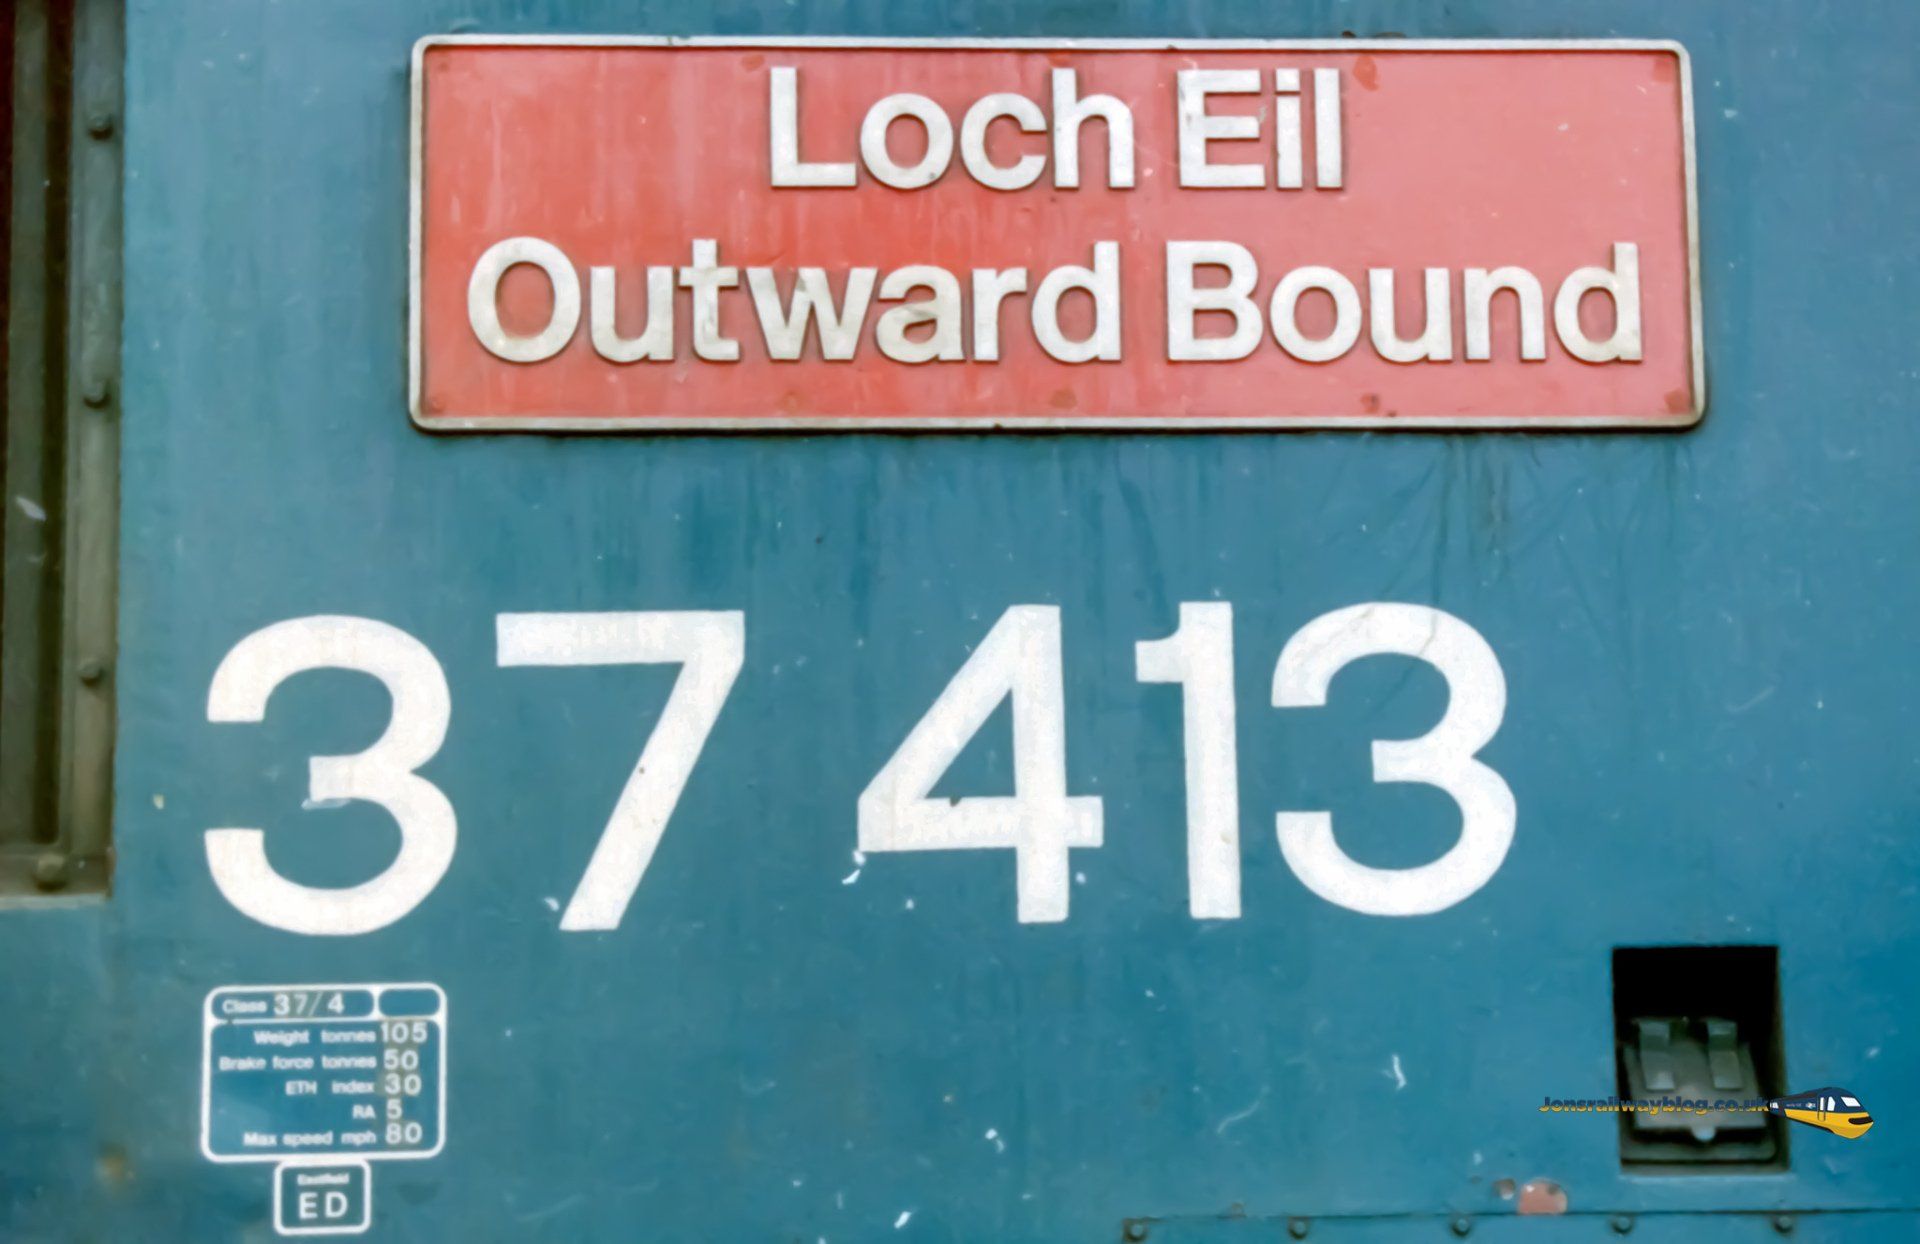 Loch Eil
Outward Bound
37 413
Class 37/4
Weight tonnes 105
Brake force tonnes 50
ETH index 30
RA 5
Max speed mph 80
Eastfield
ED
Jonsrailwayblog.co.uk